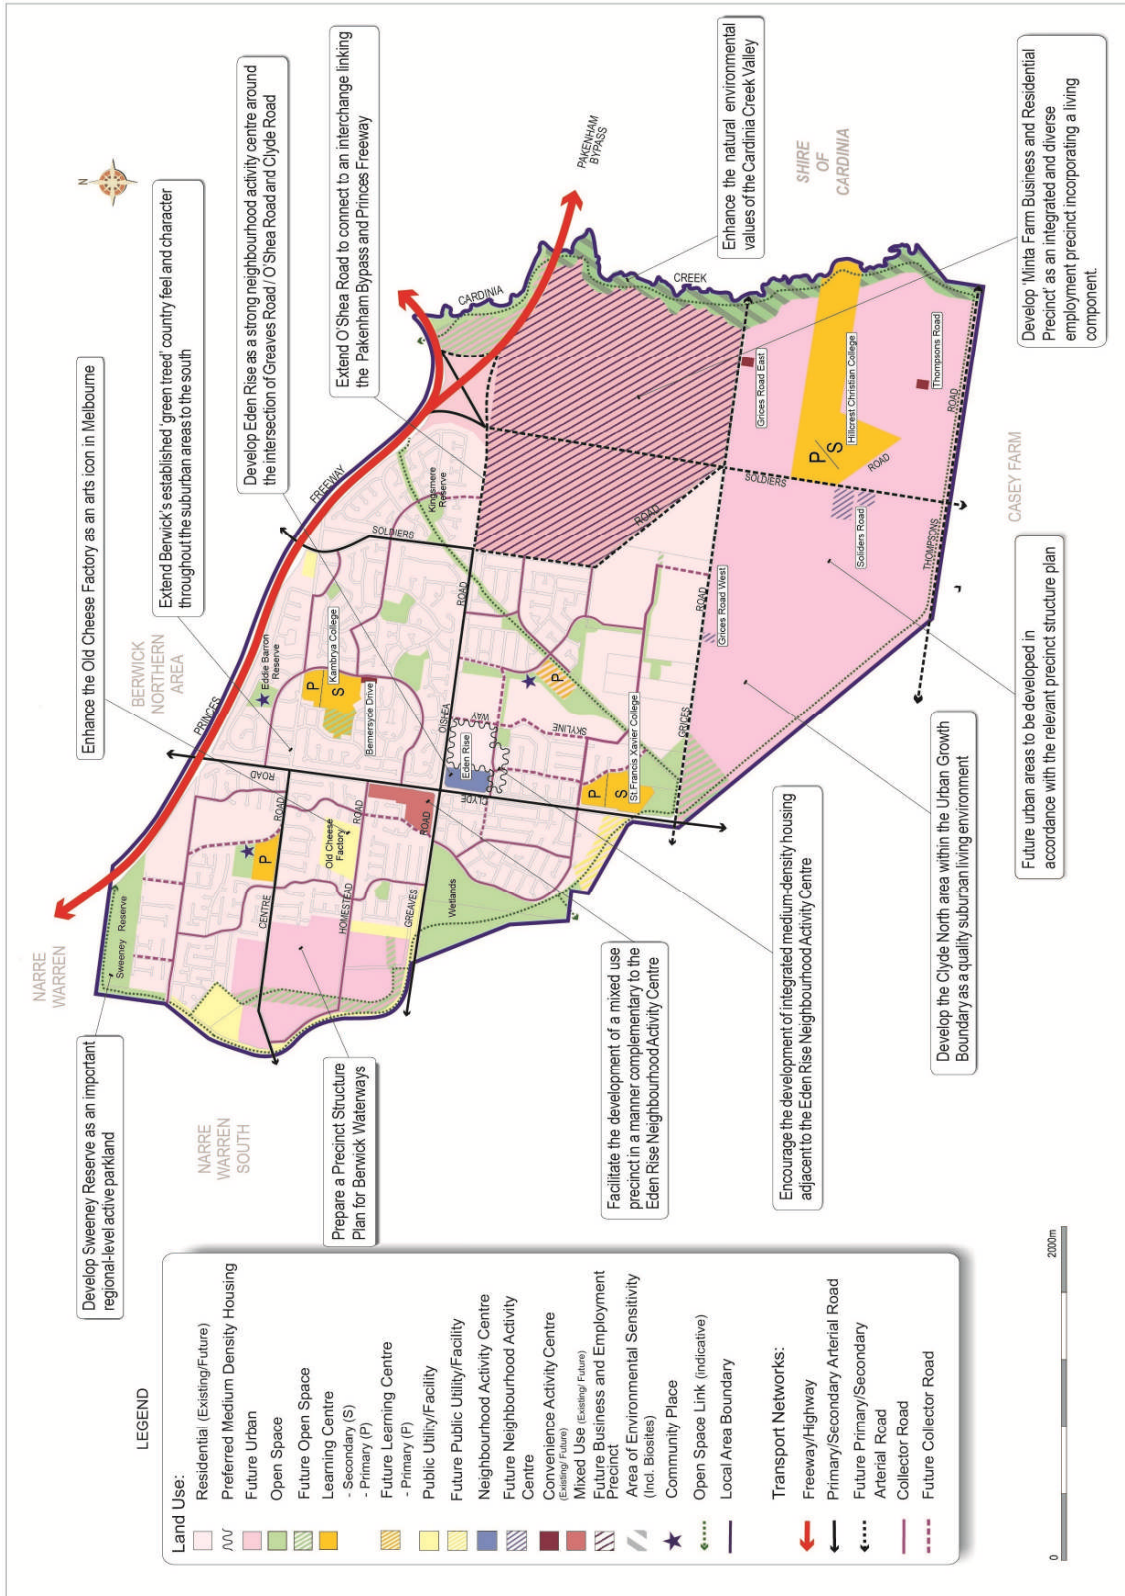 Enhance the Old Cheese Factory as an arts icon in Melbourne
Extend Berwick's established 'green treed' country feel and character
throughout the suburban areas to the south
Develop Eden Rise as a strong neighbourhood activity centre around
the intersection of Greaves Road / O'Shea Road and Clyde Road
Extend O'Shea Road to connect to an interchange linking
the Pakenham Bypass and Princes Freeway
Enhance the natural environmental
values of the Cardinia Creek Valley
Develop 'Minta Farm Business and Residential
Precinct' as an integrated and diverse
employment precinct incorporating a living
component.
N
NARRE
WARREN
BERWICK
NORTHERN
AREA
PAKENHAM
BYPASS
SHIRE
OF
CARDINIA
NARRE
WARREN
SOUTH
CASEY FARM
PRINCES
FREEWAY
Sweeney Reserve
Eddie Barron
Reserve
Kambrya College
P
S
Bemersyde Drive
Kingsmere
Reserve
SOLDIERS
ROAD
CARDINIA
CREEK
CENTRE
ROAD
P
Old Cheese
Factory
HOMESTEAD
ROAD
ROAD
GREAVES
ROAD
O\SHEA
ROAD
Eden Rise
CLYDE
WAY
SKYLINE
P
Wetlands
P
S
St.Francis Xavier College
GRICES
ROAD
ROAD
Grices Road West
Grices Road East
SOLDIERS
ROAD
P
S
Hillcrest Christian College
Soliders Road
Thompsons Road
THOMPSONS
ROAD
Develop Sweeney Reserve as an important
regional-level active parkland
Prepare a Precinct Structure
Plan for Berwick Waterways
Facilitate the development of a mixed use
precinct in a manner complementary to the
Eden Rise Neighbourhood Activity Centre
Encourage the development of integrated medium-density housing
adjacent to the Eden Rise Neighbourhood Activity Centre
Develop the Clyde North area within the Urban Growth
Boundary as a quality suburban living environment
Future urban areas to be developed in
accordance with the relevant precinct structure plan
LEGEND
Land Use:
Residential (Existing/Future)
Preferred Medium Density Housing
Future Urban
Open Space
Future Open Space
Learning Centre
- Secondary (S)
- Primary (P)
Future Learning Centre
- Primary (P)
Public Utility/Facility
Future Public Utility/Facility
Neighbourhood Activity Centre
Future Neighbourhood Activity
Centre
Convenience Activity Centre
(Existing/ Future)
Mixed Use (Existing/ Future)
Future Business and Employment
Precinct
Area of Environmental Sensitivity
(Incl. Biosites)
Community Place
Open Space Link (indicative)
Local Area Boundary
Transport Networks:
Freeway/Highway
Primary/Secondary Arterial Road
Future Primary/Secondary
Arterial Road
Collector Road
Future Collector Road
0
2000m